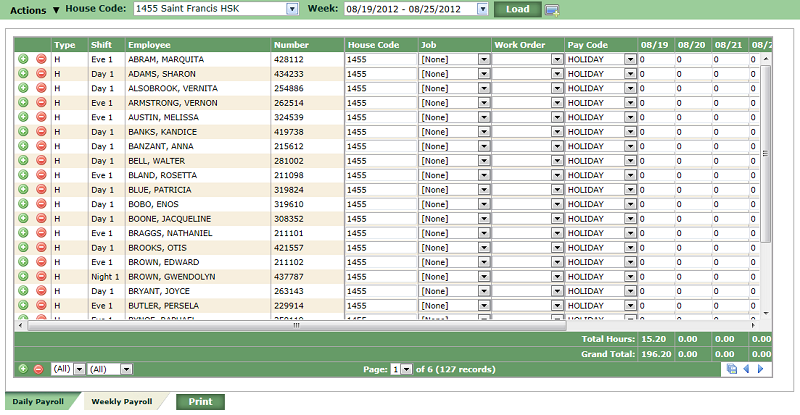 Actions ▼ House Code: 1455 Saint Francis HSK Week: 08/19/2012 - 08/25/2012 Load
Type Shift Employee Number House Code Job Work Order Pay Code 08/19 08/20 08/21
H Eve 1 ABRAM, MARQUITA 428112 1455 [None] HOLIDAY 0 0 0 0
H Day 1 ADAMS, SHARON 434233 1455 [None] HOLIDAY 0 0 0 0
H Day 1 ALSOBROOK, VERNITA 254886 1455 [None] HOLIDAY 0 0 0 0
H Eve 1 ARMSTRONG, VERNON 262514 1455 [None] HOLIDAY 0 0 0 0
H Eve 1 AUSTIN, MELISSA 324539 1455 [None] HOLIDAY 0 0 0 0
H Day 1 BANKS, KANDICE 419738 1455 [None] HOLIDAY 0 0 0 0
H Day 1 BANZANT, ANNA 215612 1455 [None] HOLIDAY 0 0 0 0
H Day 1 BELL, WALTER 281002 1455 [None] HOLIDAY 0 0 0 0
H Eve 1 BLAND, ROSETTA 211098 1455 [None] HOLIDAY 0 0 0 0
H Day 1 BLUE, PATRICIA 319824 1455 [None] HOLIDAY 0 0 0 0
H Day 1 BOBO, ENOS 319610 1455 [None] HOLIDAY 0 0 0 0
H Day 1 BOONE, JACQUELINE 308352 1455 [None] HOLIDAY 0 0 0 0
H Eve 1 BRAGGS, NATHANIEL 211101 1455 [None] HOLIDAY 0 0 0 0
H Day 1 BROOKS, OTIS 421557 1455 [None] HOLIDAY 0 0 0 0
H Eve 1 BROWN, EDWARD 211102 1455 [None] HOLIDAY 0 0 0 0
H Night 1 BROWN, GWENDOLYN 437787 1455 [None] HOLIDAY 0 0 0 0
H Day 1 BRYANT, JOYCE 263143 1455 [None] HOLIDAY 0 0 0 0
H Eve 1 BUTLER, PERSELA 229914 1455 [None] HOLIDAY 0 0 0 0
H Eve 1 1455 [None] HOLIDAY 0 0 0 0
Total Hours: 15.20 0.00 0.00 0.00
Grand Total: 196.20 0.00 0.00 0.00
(All) (All) Page: 1 of 6 (127 records)
Daily Payroll Weekly Payroll Print